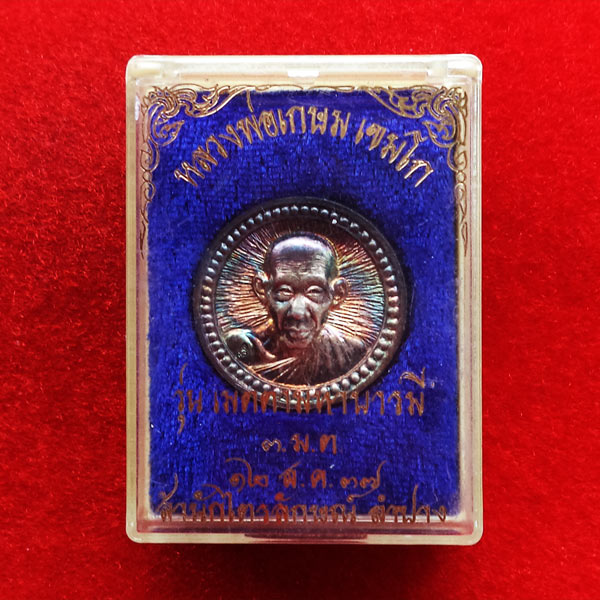 หลวงพ่อเกษม เขมโก
รุ่น เมตตามหาบารมี
๓.ม.ต
๑๒ ส.ค.๓๗
สำนักไตรลักษณ์ ลำปาง